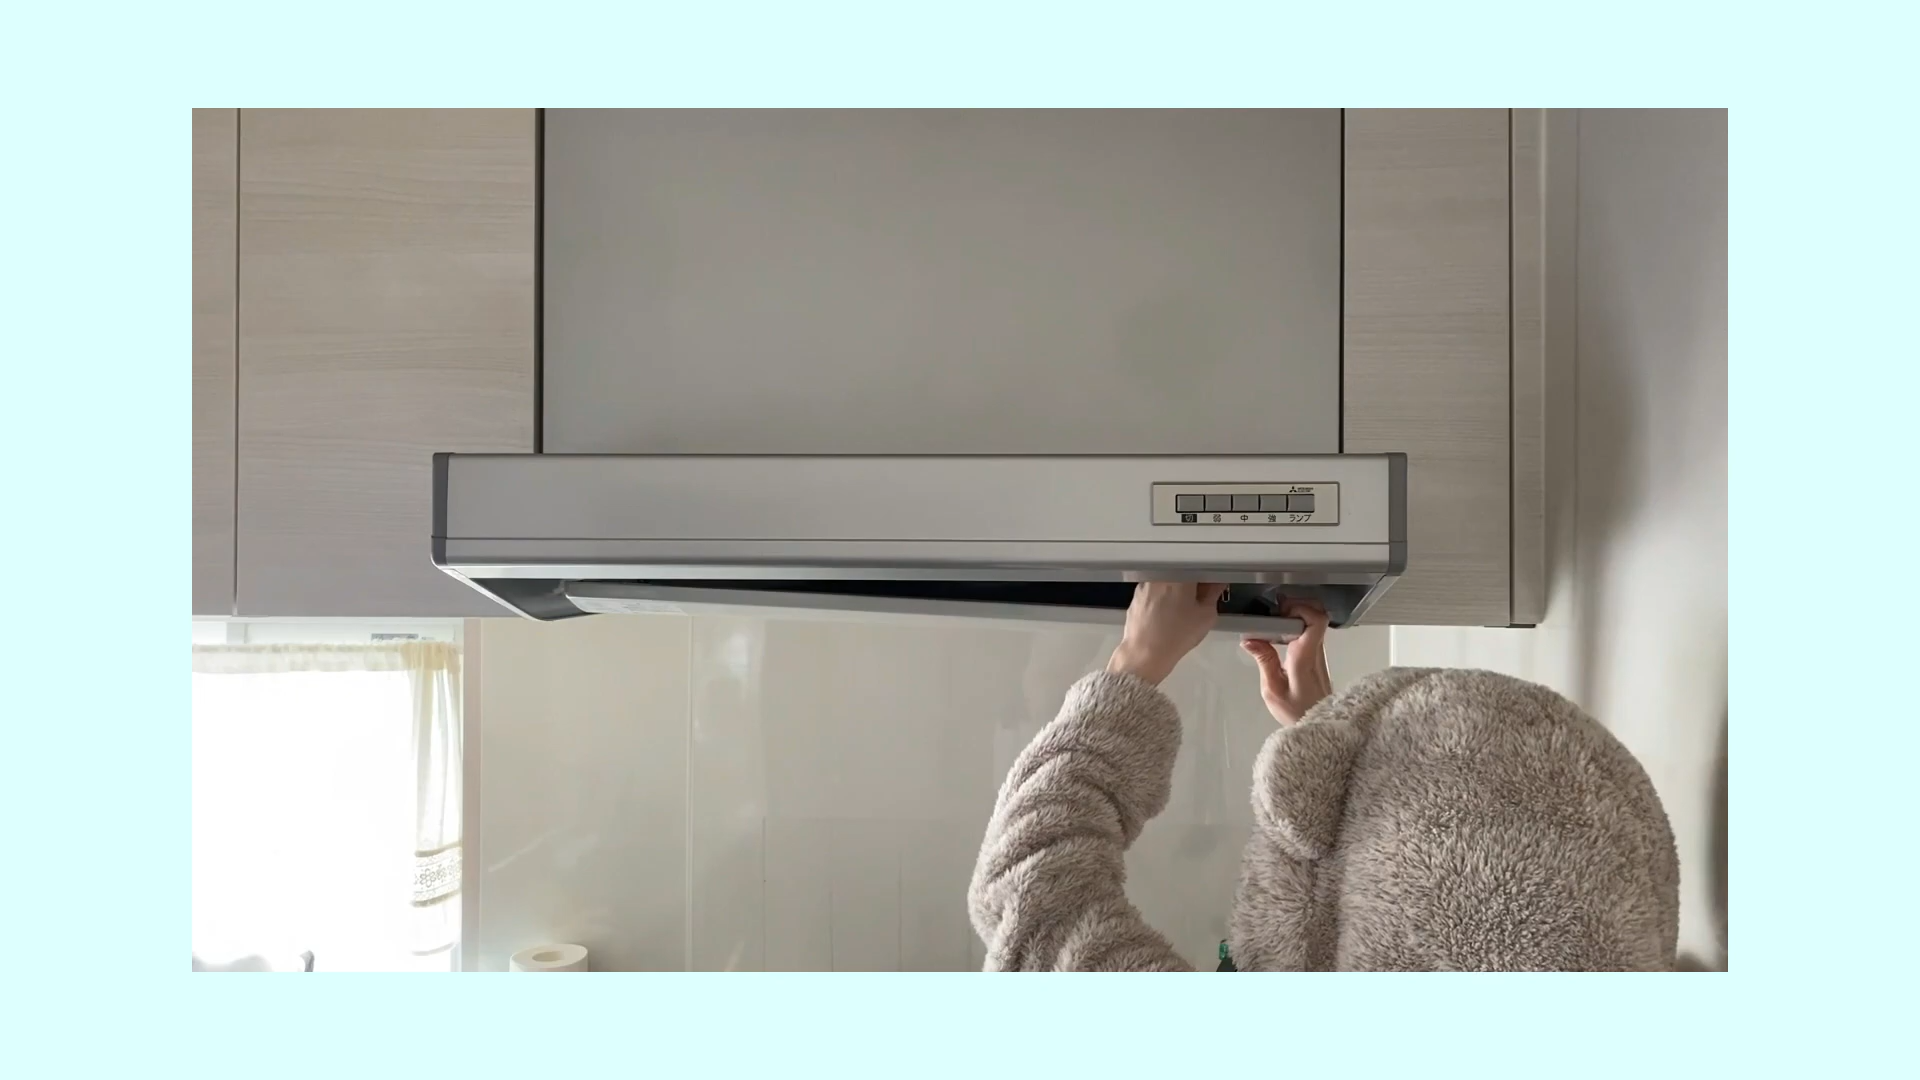 切 弱 中 強 ランプ